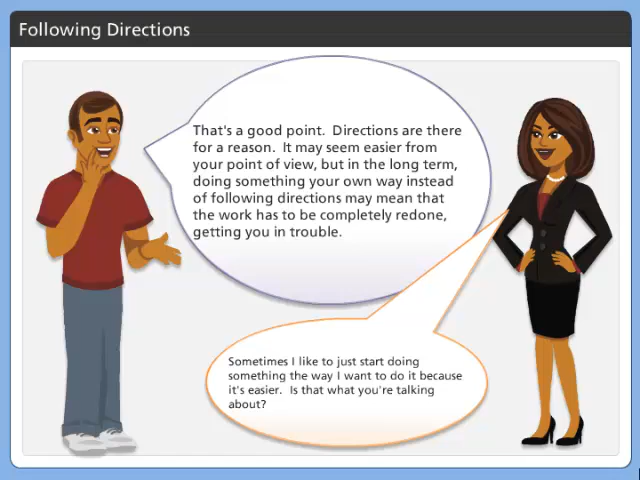 Following Directions
That's a good point.  Directions are there
for a reason.  It may seem easier from
your point of view, but in the long term,
doing something your own way instead
of following directions may mean that
the work has to be completely redone,
getting you in trouble.
Sometimes I like to just start doing
something the way I want to do it because
it's easier.  Is that what you're talking
about?